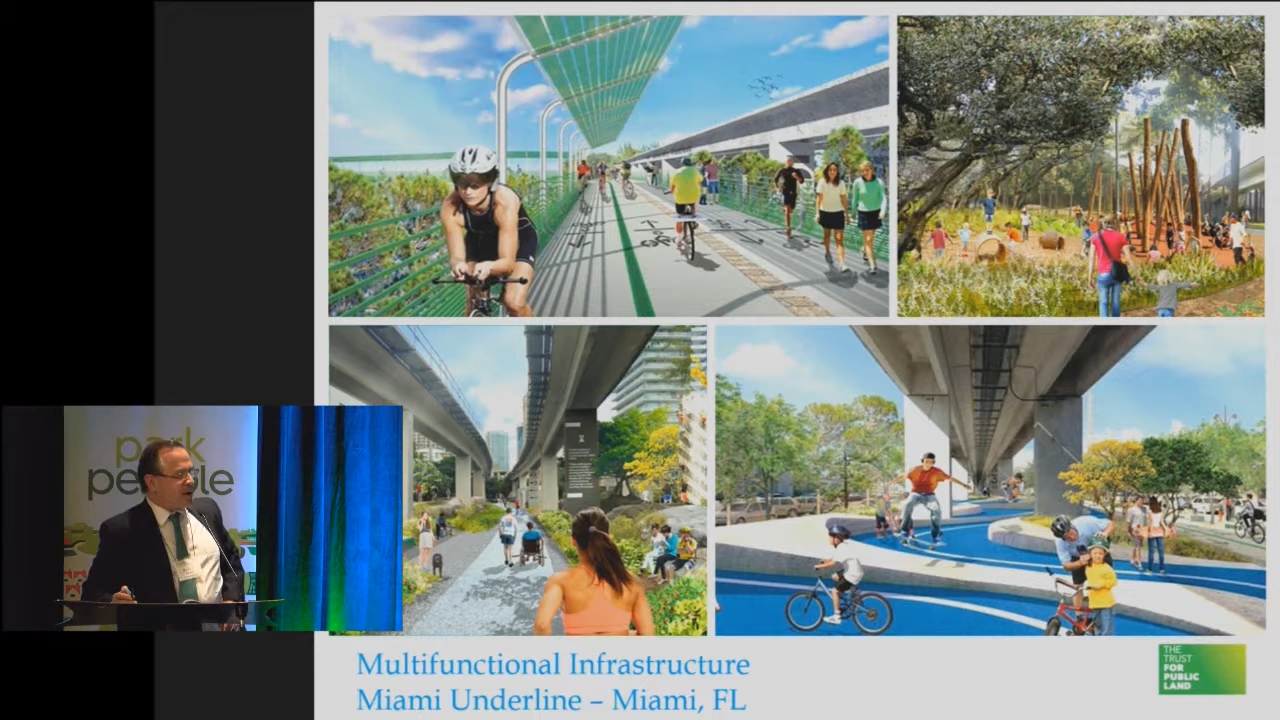 park
people
Multifunctional Infrastructure
Miami Underline – Miami, FL
THE
TRUST
FOR
PUBLIC
LAND